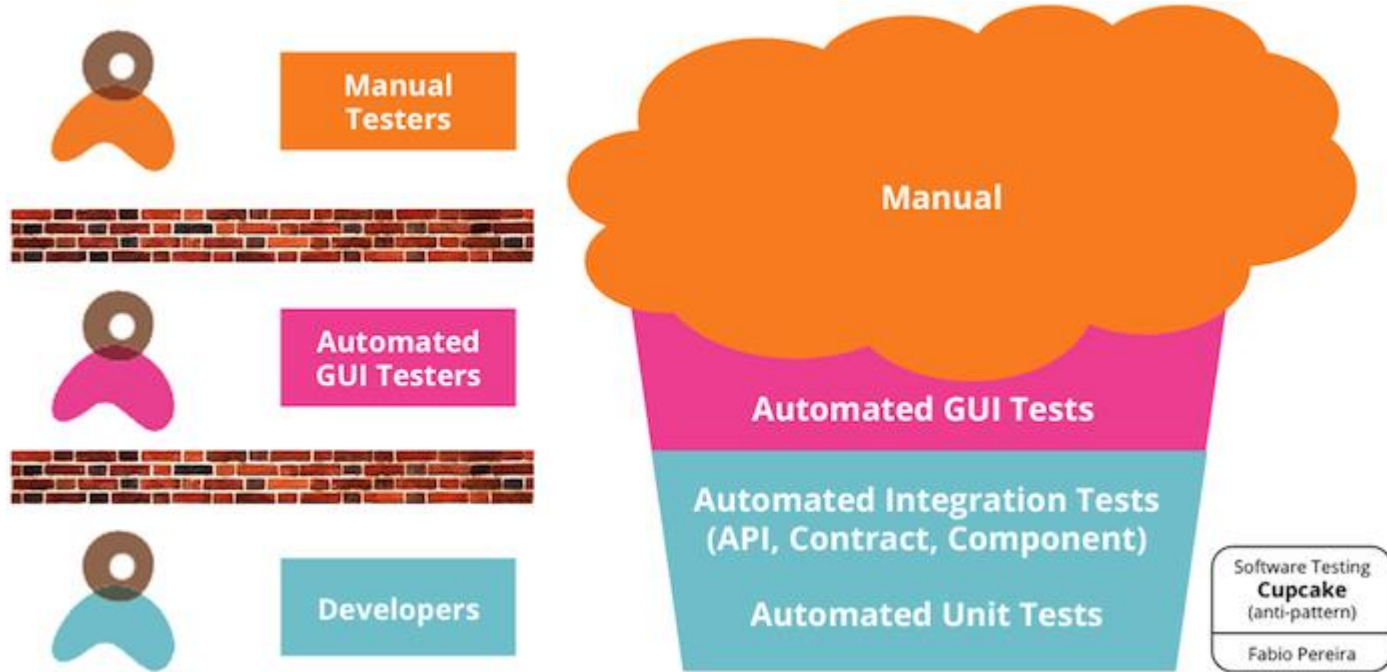 Manual
Testers
Manual
Automated
GUI Testers
Automated GUI Tests
Automated Integration Tests
(API, Contract, Component)
Developers
Automated Unit Tests
Software Testing
Cupcake
(anti-pattern)
Fabio Pereira